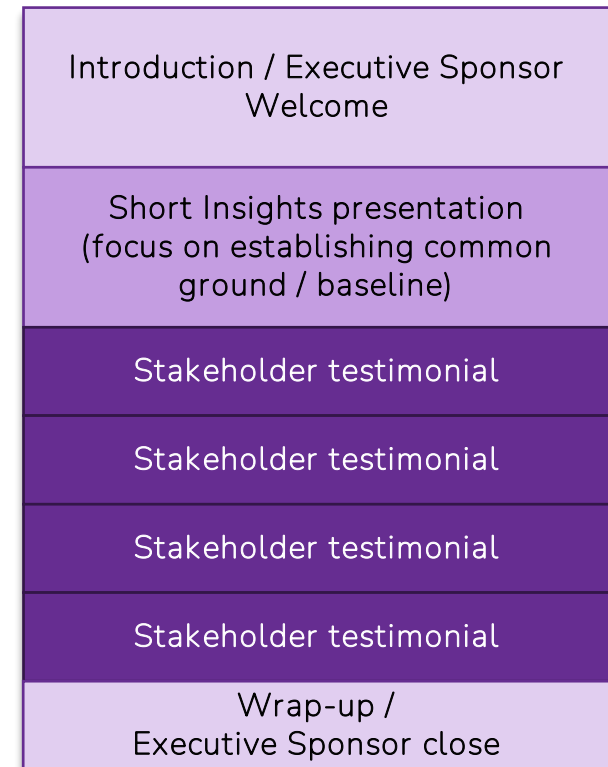 Introduction / Executive Sponsor
Welcome
Short Insights presentation
(focus on establishing common
ground / baseline)
Stakeholder testimonial
Stakeholder testimonial
Stakeholder testimonial
Stakeholder testimonial
Wrap-up /
Executive Sponsor close